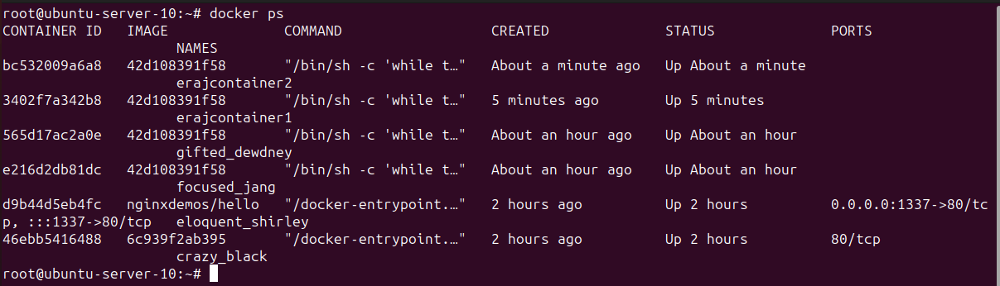 root@ubuntu-server-10:~# docker ps
CONTAINER ID   IMAGE              COMMAND                  CREATED              STATUS              PORTS
                     NAMES
bc532009a6a8   42d108391f58       "/bin/sh -c 'while t…"   About a minute ago   Up About a minute
                     erajcontainer2
3402f7a342b8   42d108391f58       "/bin/sh -c 'while t…"   5 minutes ago        Up 5 minutes
                     erajcontainer1
565d17ac2a0e   42d108391f58       "/bin/sh -c 'while t…"   About an hour ago    Up About an hour
                     gifted_dewdney
e216d2db81dc   42d108391f58       "/bin/sh -c 'while t…"   About an hour ago    Up About an hour
                     focused_jang
d9b44d5eb4fc   nginxdemos/hello   "/docker-entrypoint.…"   2 hours ago          Up 2 hours          0.0.0.0:1337->80/tc
p, :::1337->80/tcp   eloquent_shirley
46ebb5416488   6c939f2ab395       "/docker-entrypoint.…"   2 hours ago          Up 2 hours          80/tcp
                     crazy_black
root@ubuntu-server-10:~#